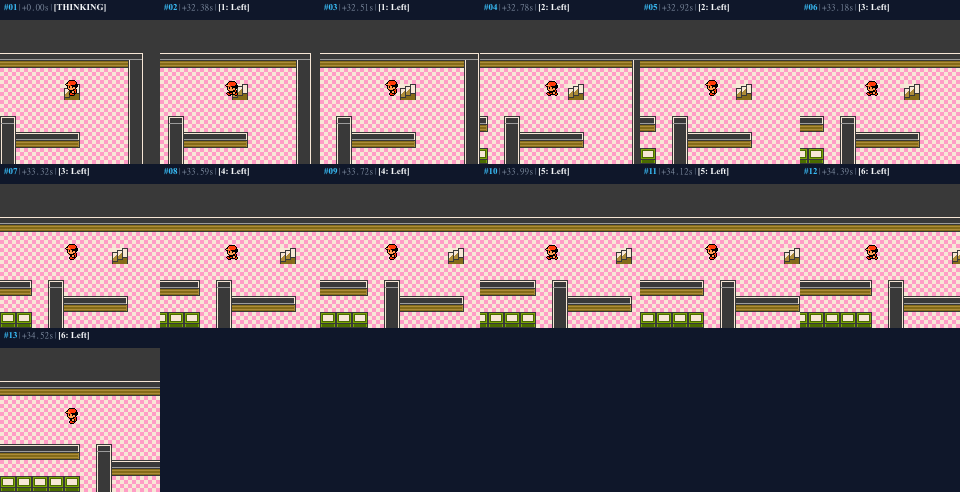 #01|+0.00s|[THINKING]
#02|+32.38s|[1: Left]
#03|+32.51s|[1: Left]
#04|+32.78s|[2: Left]
#05|+32.92s|[2: Left]
#06|+33.18s|[3: Left]
#07|+33.32s|[3: Left]
#08|+33.59s|[4: Left]
#09|+33.72s|[4: Left]
#10|+33.99s|[5: Left]
#11|+34.12s|[5: Left]
#12|+34.39s|[6: Left]
#13|+34.52s|[6: Left]